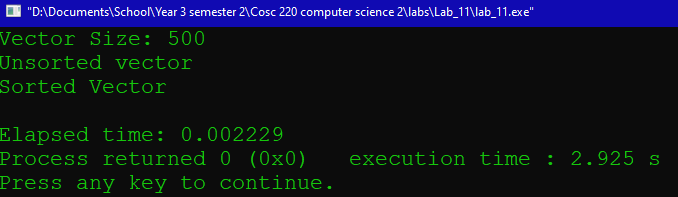 "D:\Documents\School\Year 3 semester 2\Cosc 220 computer science 2\labs\Lab_11\lab_11.exe"
Vector Size: 500
Unsorted vector
Sorted Vector
Elapsed time: 0.002229
Process returned 0 (0x0)   execution time : 2.925 s
Press any key to continue.